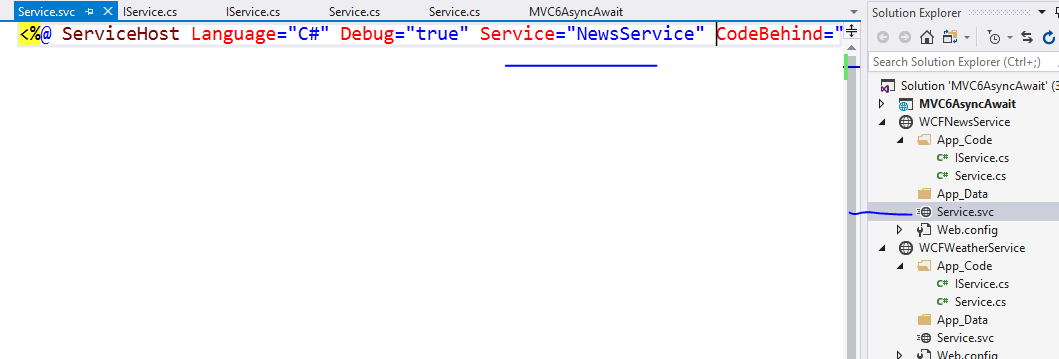 Service.svc IService.cs IService.cs Service.cs Service.cs MVC6AsyncAwait
<%@ ServiceHost Language="C#" Debug="true" Service="NewsService" CodeBehind="
Solution Explorer
Search Solution Explorer (Ctrl+;)
Solution 'MVC6AsyncAwait' (3
MVC6AsyncAwait
WCFNewsService
App_Code
C# IService.cs
C# Service.cs
App_Data
Service.svc
Web.config
WCFWeatherService
App_Code
C# IService.cs
C# Service.cs
App_Data
Service.svc
Web.config